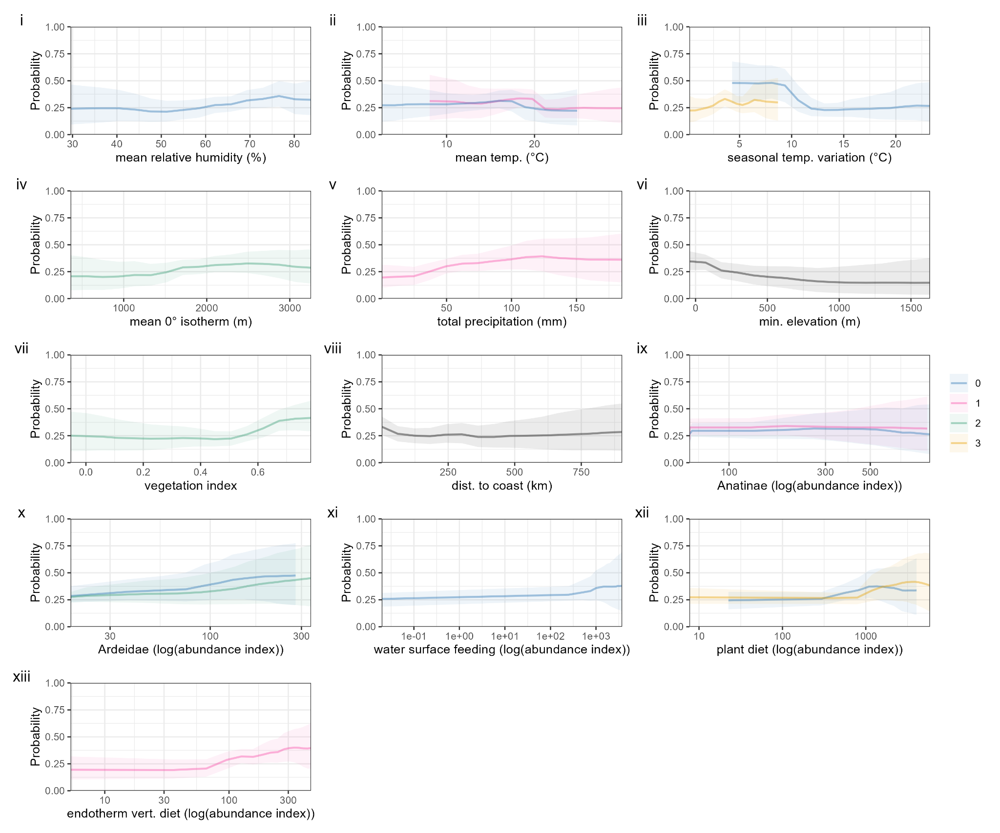 i
ii
iii
1.00
0.75
0.50
0.25
0.00
Probability
30 40 50 60 70 80
mean relative humidity (%)
1.00
0.75
0.50
0.25
0.00
Probability
10 20
mean temp. (°C)
1.00
0.75
0.50
0.25
0.00
Probability
5 10 15 20
seasonal temp. variation (°C)
iv
v
vi
1.00
0.75
0.50
0.25
0.00
Probability
1000 2000 3000
mean 0° isotherm (m)
1.00
0.75
0.50
0.25
0.00
Probability
50 100 150
total precipitation (mm)
1.00
0.75
0.50
0.25
0.00
Probability
0 500 1000 1500
min. elevation (m)
vii
viii
ix
1.00
0.75
0.50
0.25
0.00
Probability
0.0 0.2 0.4 0.6
vegetation index
1.00
0.75
0.50
0.25
0.00
Probability
250 500 750
dist. to coast (km)
1.00
0.75
0.50
0.25
0.00
Probability
100 300 500
Anatinae (log(abundance index))
0
1
2
3
x
xi
xii
1.00
0.75
0.50
0.25
0.00
Probability
30 100 300
Ardeidae (log(abundance index))
1.00
0.75
0.50
0.25
0.00
Probability
1e-01 1e+00 1e+01 1e+02 1e+03
water surface feeding (log(abundance index))
1.00
0.75
0.50
0.25
0.00
Probability
10 100 1000
plant diet (log(abundance index))
xiii
1.00
0.75
0.50
0.25
0.00
Probability
10 30 100 300
endotherm vert. diet (log(abundance index))